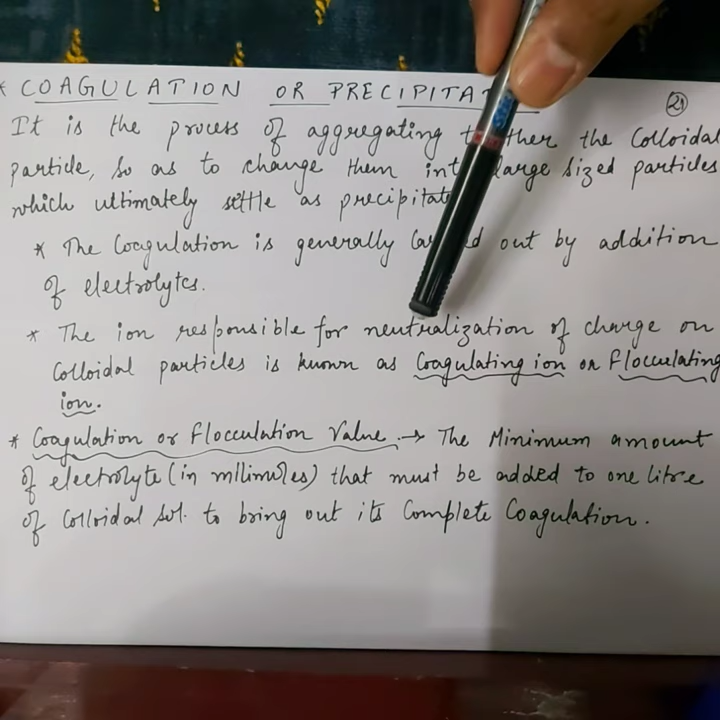 * COAGULATION OR PRECIPITAT
21
It is the process of aggregating together the Colloidal
particle, So as to change them into large sized particles
which ultimately settle as precipitate
* The Coagulation is generally Carried out by addition
of electrolytes.
* The ion responsible for neutralization of charge on
Colloidal particles is known as Coagulating ion or Flocculating
ion.
* Coagulation or Flocculation Value → The Minimum amount
of electrolyte (in millimoles) that must be added to one litre
of Colloidal Sol. to bring out its Complete Coagulation.